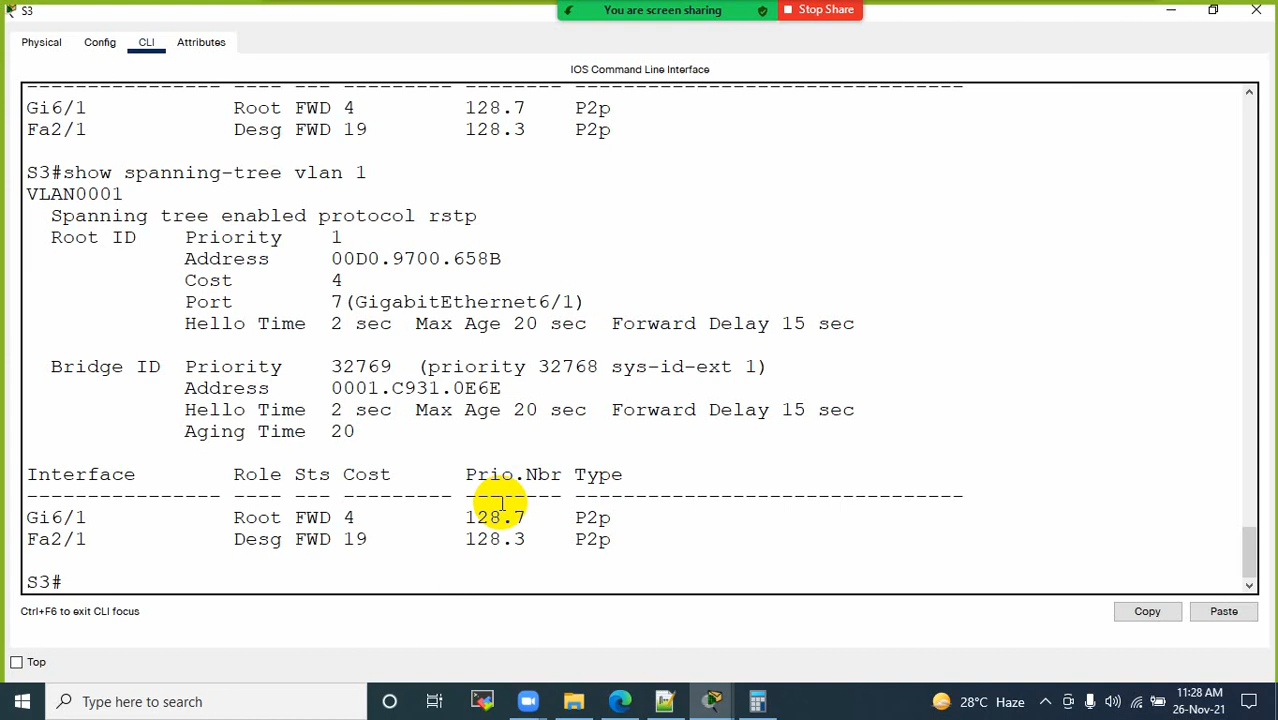 S3
You are screen sharing
Stop Share
Physical Config CLI Attributes
IOS Command Line Interface
--------------- ---- --- --------- -------- --------------------------------
Gi6/1 Root FWD 4 128.7 P2p
Fa2/1 Desg FWD 19 128.3 P2p
S3#show spanning-tree vlan 1
VLAN0001
Spanning tree enabled protocol rstp
Root ID Priority 1
Address 00D0.9700.658B
Cost 4
Port 7(GigabitEthernet6/1)
Hello Time 2 sec Max Age 20 sec Forward Delay 15 sec
Bridge ID Priority 32769 (priority 32768 sys-id-ext 1)
Address 0001.C931.0E6E
Hello Time 2 sec Max Age 20 sec Forward Delay 15 sec
Aging Time 20
Interface Role Sts Cost Prio.Nbr Type
---------------- ---- --- --------- -------- --------------------------------
Gi6/1 Root FWD 4 128.7 P2p
Fa2/1 Desg FWD 19 128.3 P2p
S3#
Ctrl+F6 to exit CLI focus
Copy Paste
Top
Type here to search
28°C Haze
11:28 AM
26-Nov-21